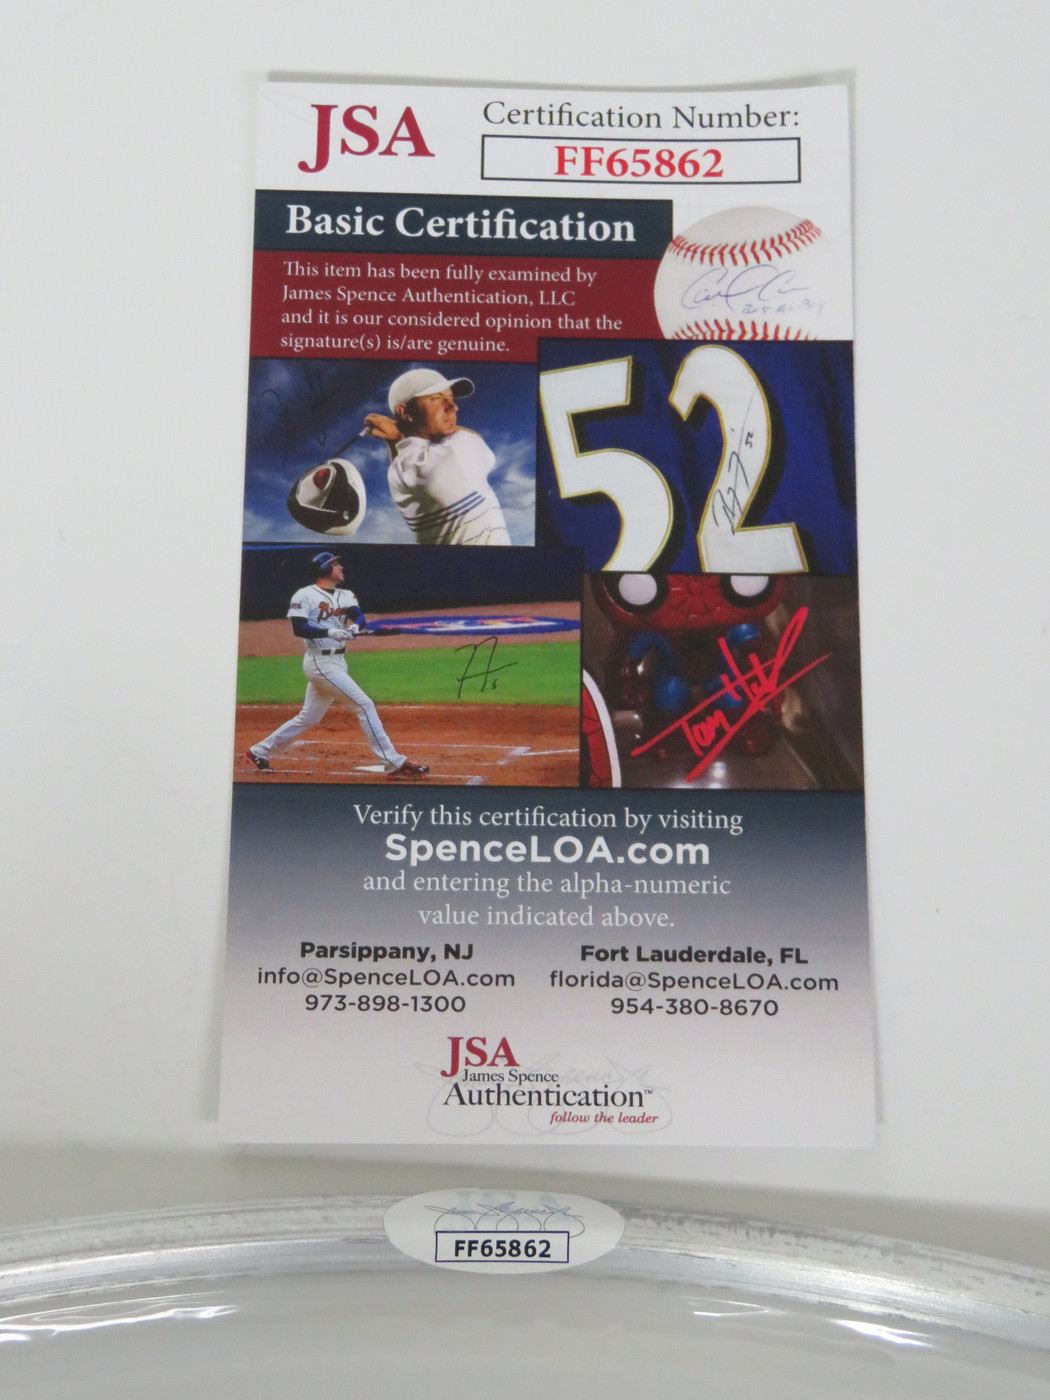 JSA
Certification Number:
FF65862
Basic Certification
This item has been fully examined by
James Spence Authentication, LLC
and it is our considered opinion that the
signature(s) is/are genuine.
52
52
Tom
Verify this certification by visiting
SpenceLOA.com
and entering the alpha-numeric
value indicated above.
Parsippany, NJ
info@SpenceLOA.com
973-898-1300
Fort Lauderdale, FL
florida@SpenceLOA.com
954-380-8670
JSA
James Spence
Authentication™
follow the leader
JSA
FF65862